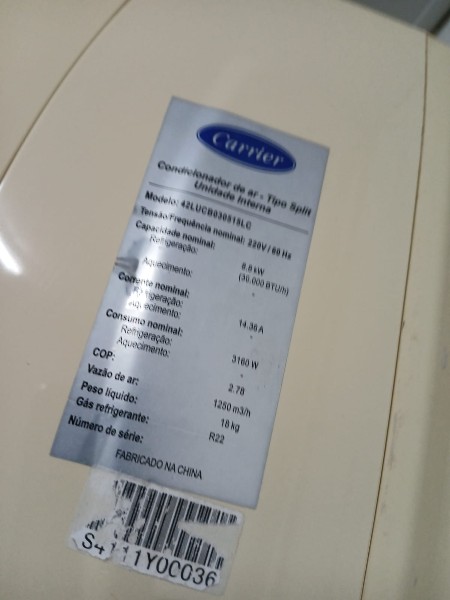 Carrier
Condicionador de ar - Tipo Split
Unidade Interna
Modelo: 42LUCB030515LC
Tensão/Frequência nominal: 220V / 60 Hz
Capacidade nominal:
Refrigeração: 8.8 kW
(30.000 BTU/h)
Aquecimento: *
Corrente nominal:
Refrigeração: 14.36 A
Aquecimento: *
Consumo nominal:
Refrigeração: 3160 W
Aquecimento: *
COP: 2.78
Vazão de ar: 1250 m3/h
Peso líquido: 18 kg
Gás refrigerante: R22
Número de série:
FABRICADO NA CHINA
11Y00036